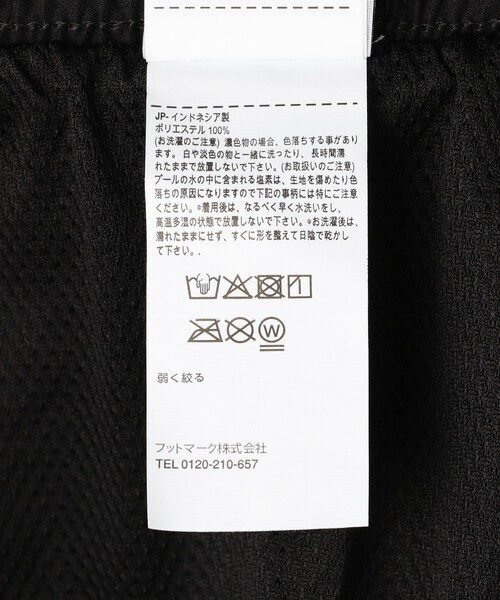 JP- インドネシア製
ポリエステル 100%
(お洗濯のご注意) 濃色物の場合、色落ちする事があり
ます。白や淡色の物と一緒に洗ったり、長時間濡
れたままで放置しないで下さい。(お取扱いのご注意)
プールの水の中に含まれる塩素は、生地を傷めたり色
落ちの原因になりますので下記の事柄には特にご注意
ください。*着用後は、なるべく早く水洗いをし、
高温多湿の状態で放置しないで下さい。*お洗濯後は、
濡れたままにせず、すぐに形を整えて日陰で乾かし
て下さい。.
W
弱く絞る
フットマーク株式会社
TEL 0120-210-657